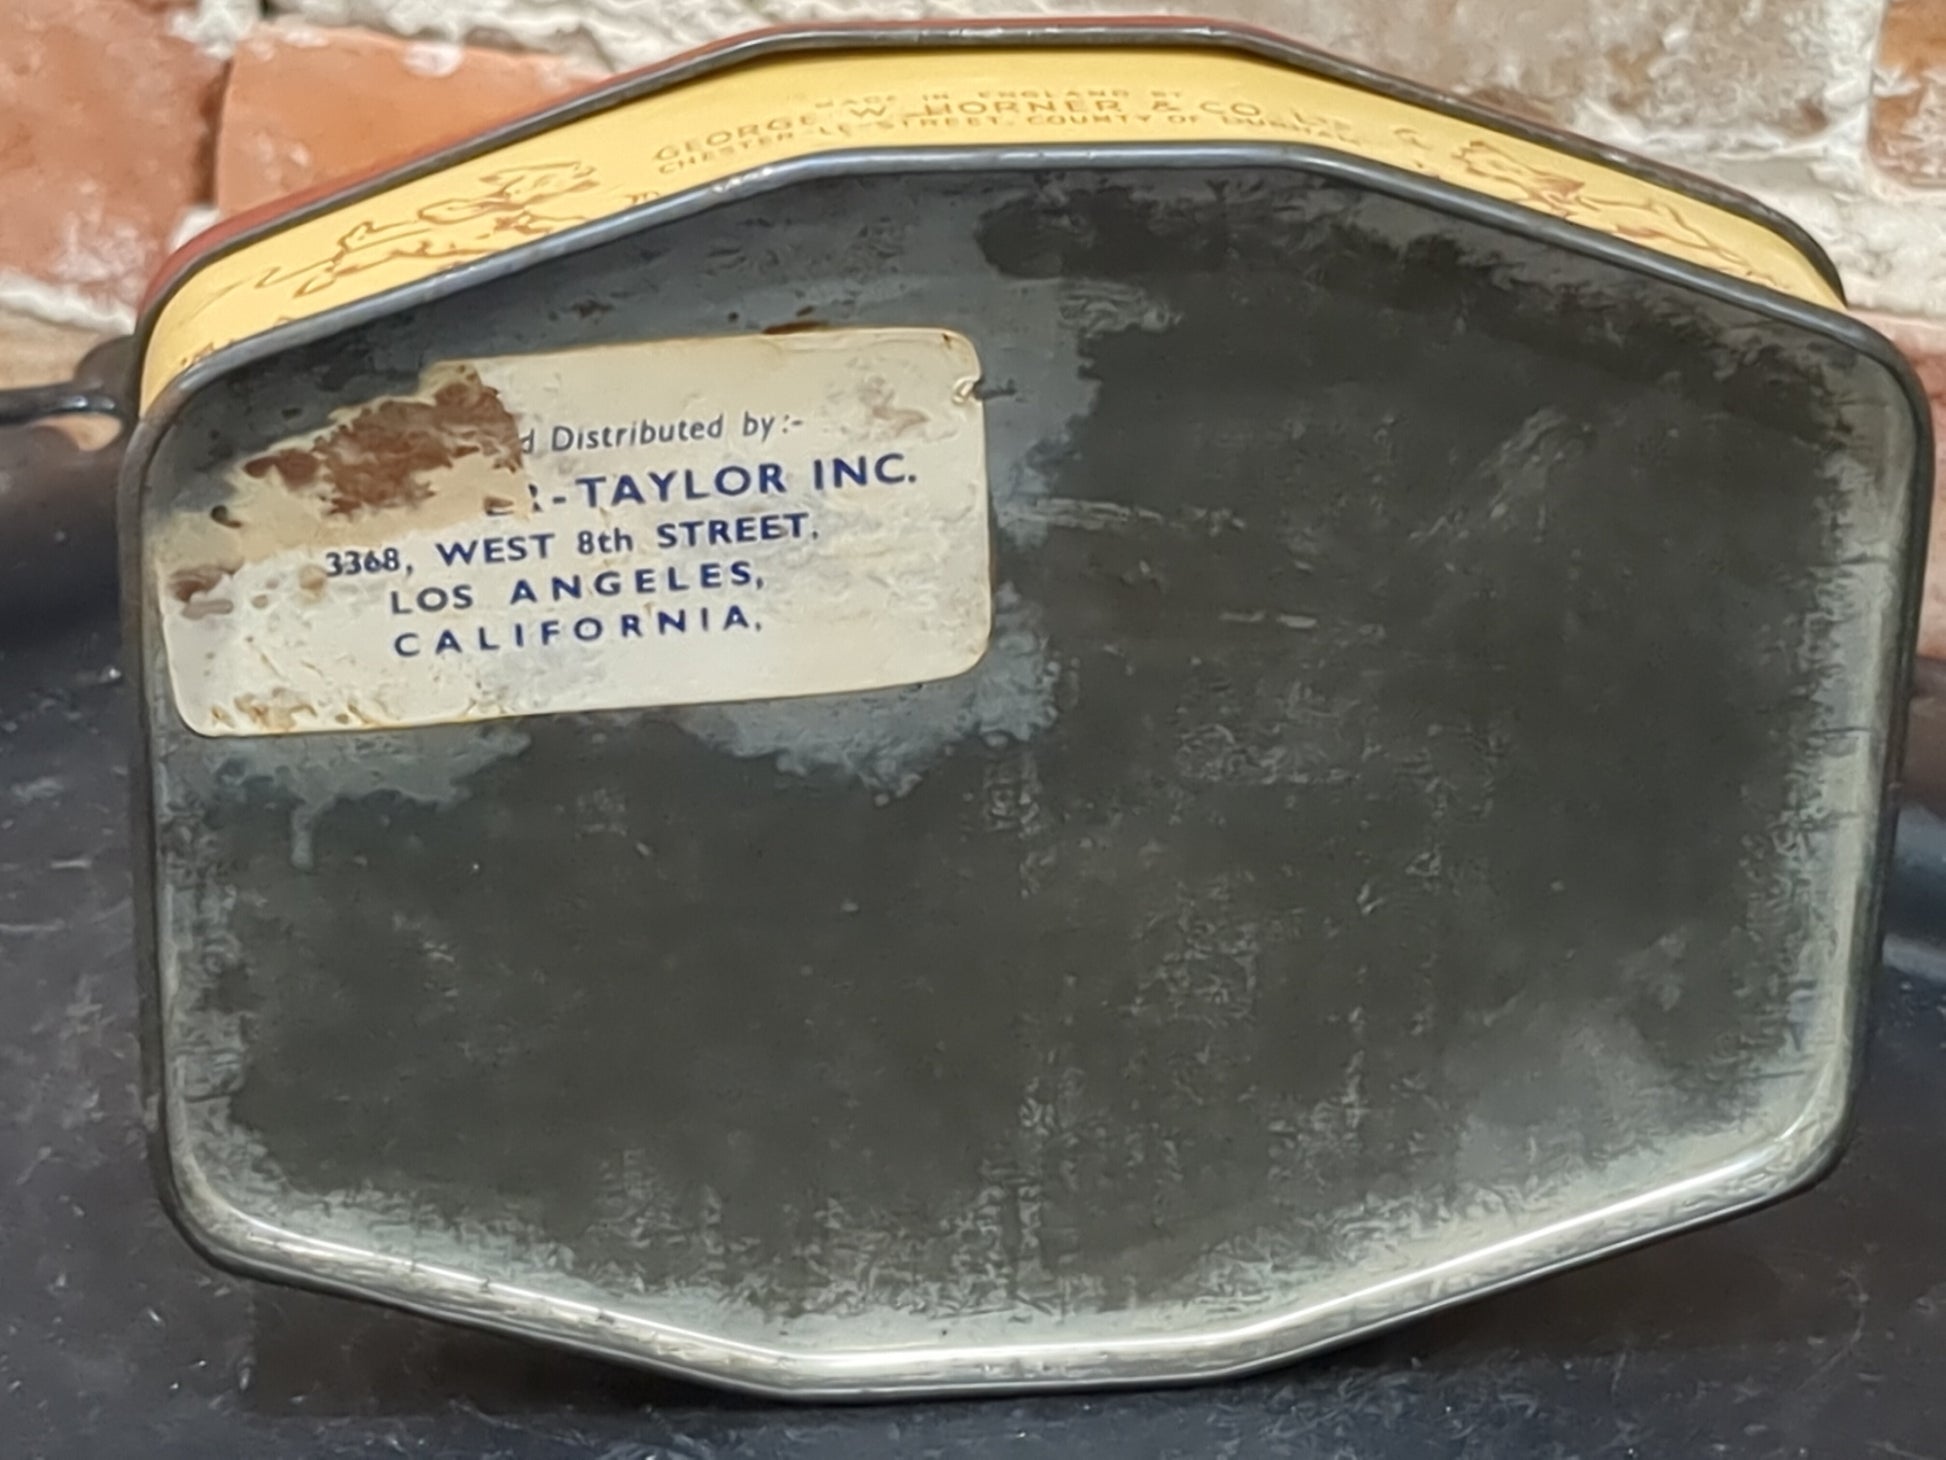 MADE IN ENGLAND BY
GEORGE W. HORNER & CO. LTD.
CHESTER-LE-STREET, COUNTY OF DURHAM
d Distributed by:-
R-TAYLOR INC.
3368, WEST 8th STREET,
LOS ANGELES,
CALIFORNIA,